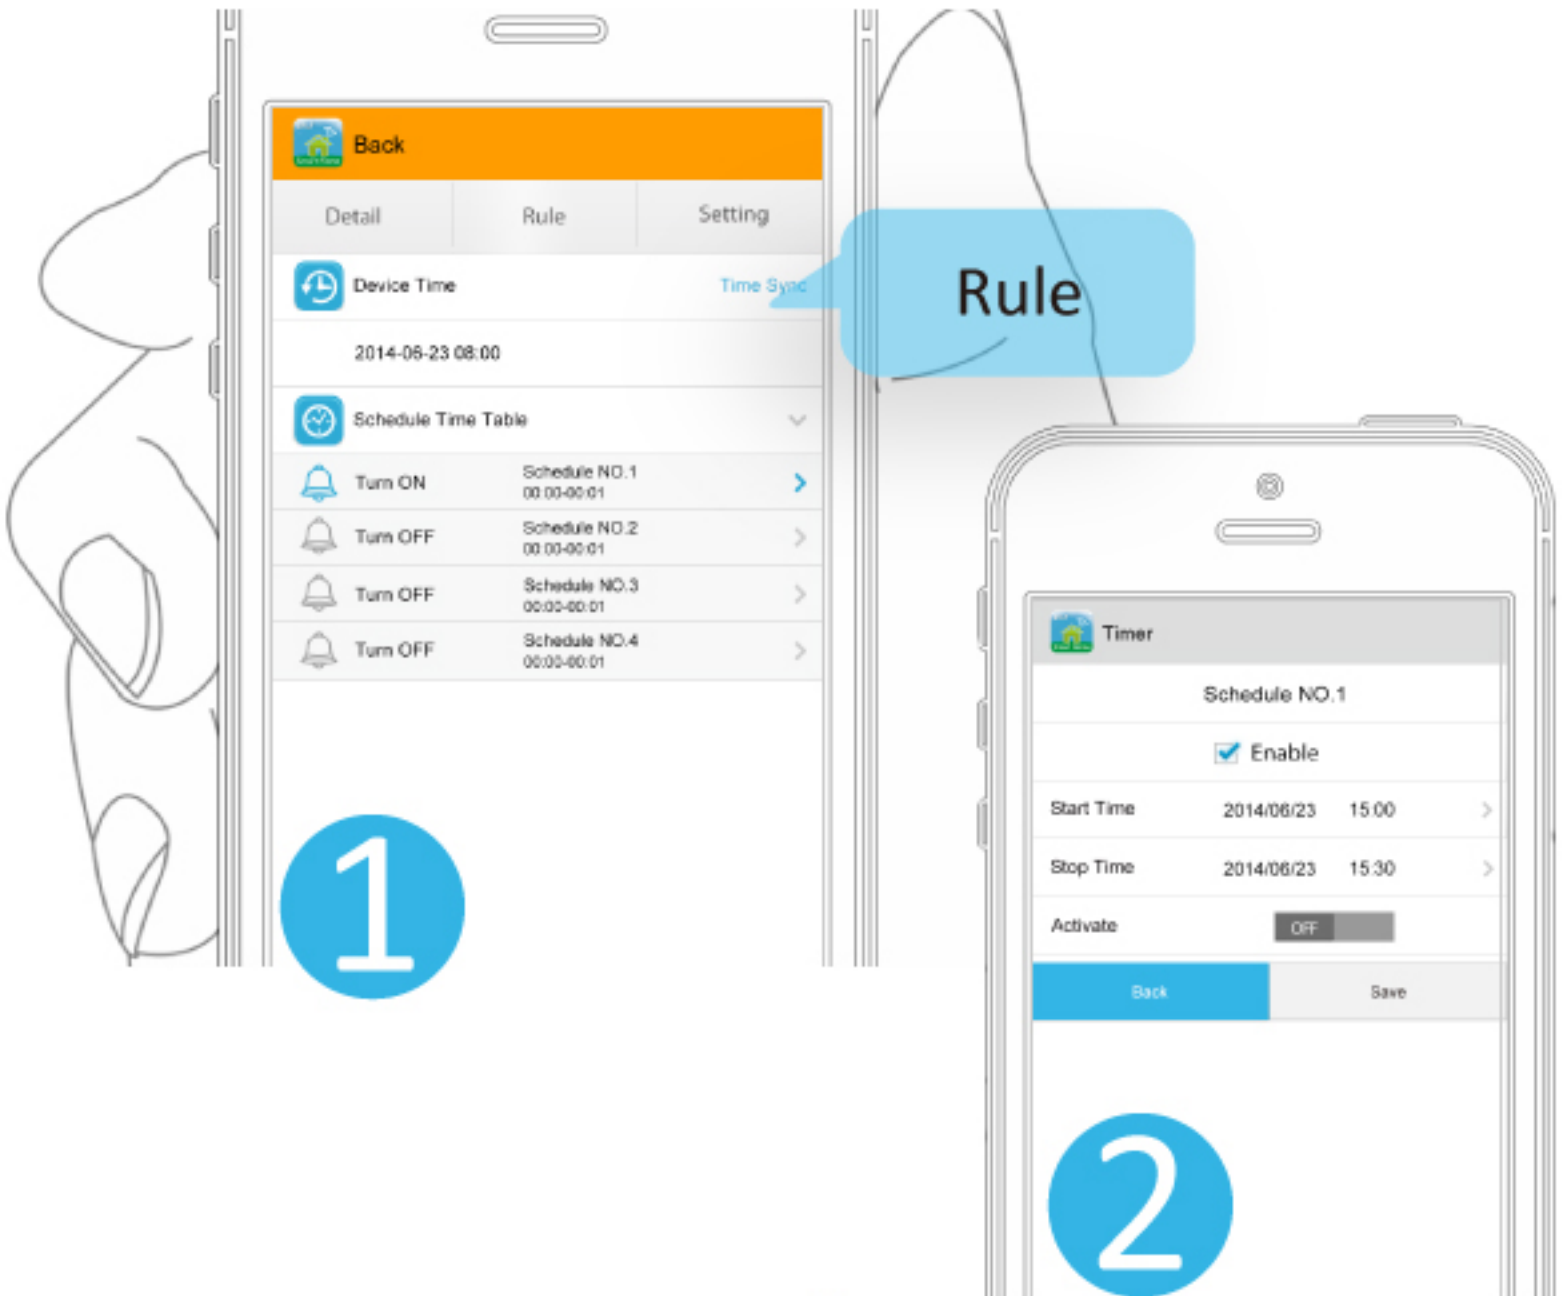 Back
Detail Rule Setting
Device Time Time Sync
Rule
2014-06-23 08:00
Schedule Time Table
Turn ON Schedule NO.1
00:00-00:01
Turn OFF Schedule NO.2
00:00-00:01
Turn OFF Schedule NO.3
00:00-00:01
Turn OFF Schedule NO.4
00:00-00:01
1
Timer
Schedule NO.1
Enable
Start Time 2014/06/23 15:00
Stop Time 2014/06/23 15:30
Activate OFF
Back Save
2